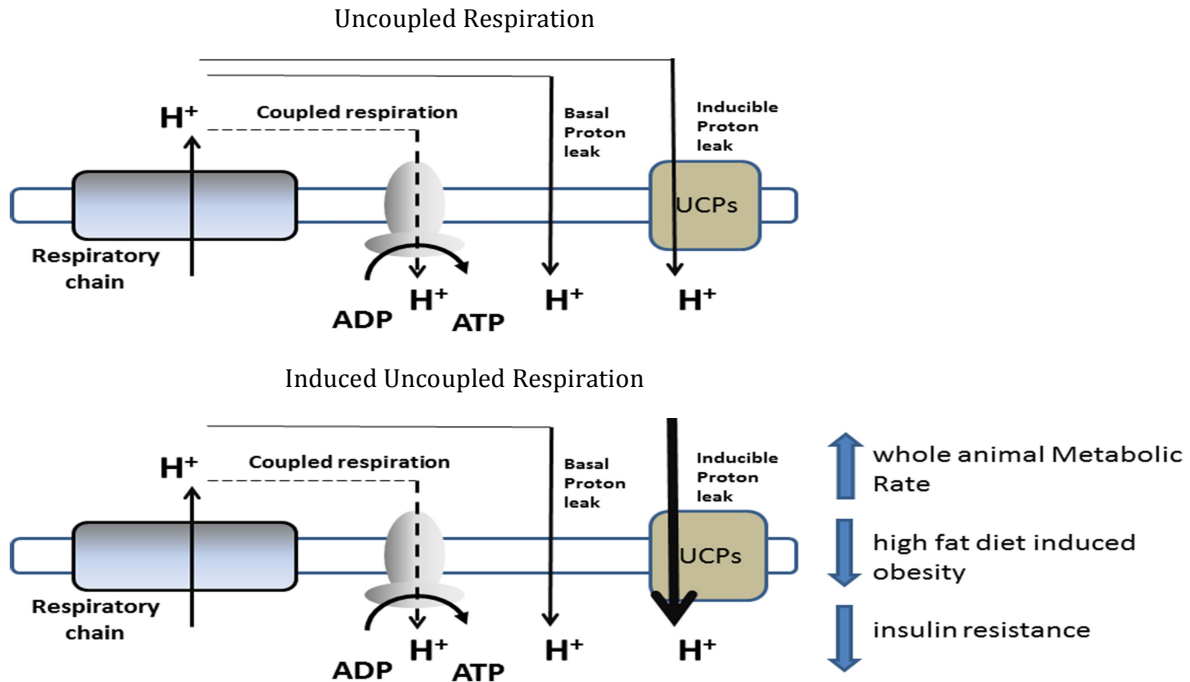 Uncoupled Respiration
H⁺
Coupled respiration
Basal
Proton
leak
Inducible
Proton
leak
UCPs
Respiratory
chain
ADP
H⁺
ATP
H⁺
H⁺
Induced Uncoupled Respiration
H⁺
Coupled respiration
Basal
Proton
leak
Inducible
Proton
leak
UCPs
Respiratory
chain
ADP
H⁺
ATP
H⁺
H⁺
whole animal Metabolic
Rate
high fat diet induced
obesity
insulin resistance